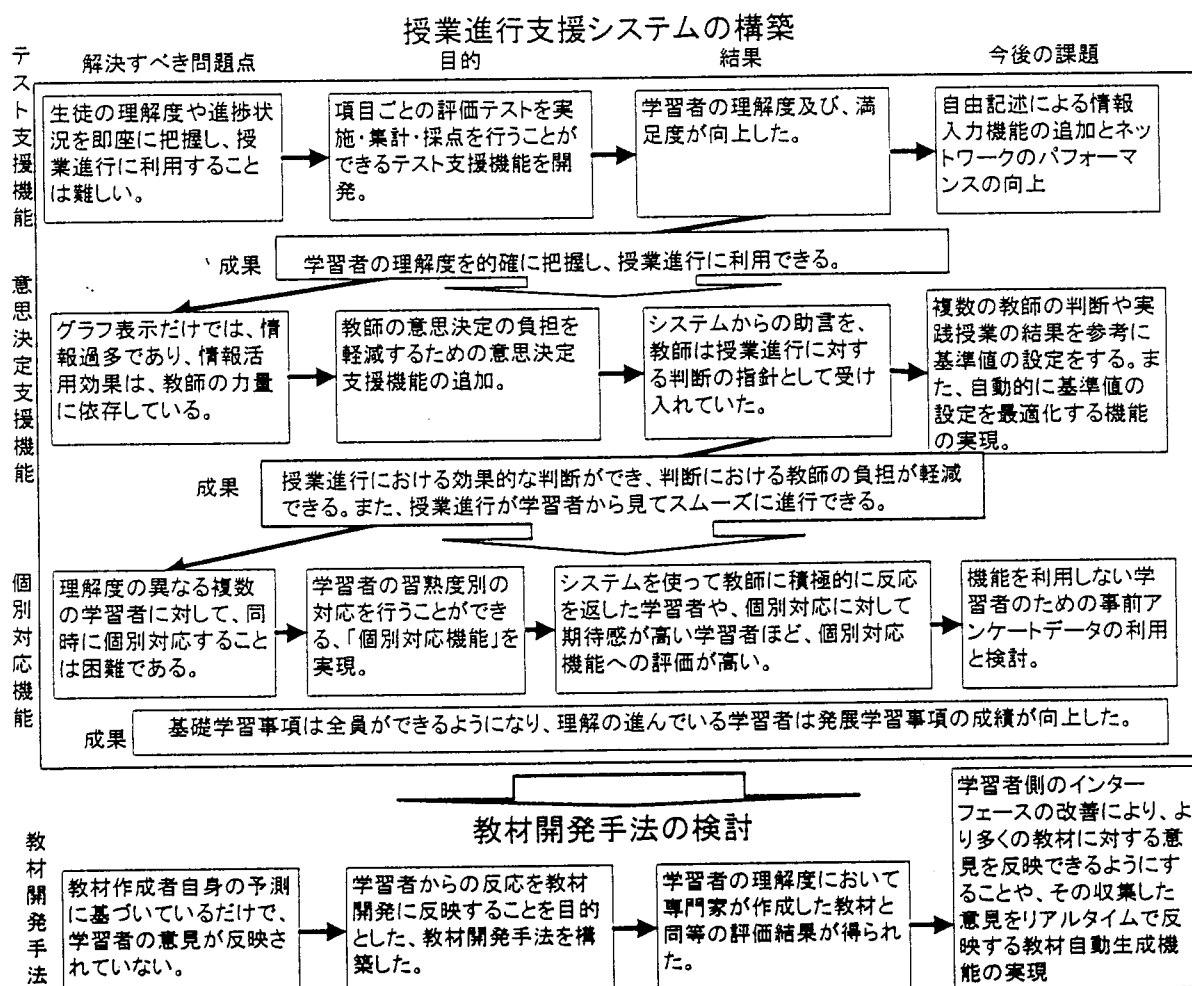 授業進行支援システムの構築
解決すべき問題点
目的
結果
今後の課題
テスト支援機能
生徒の理解度や進捗状
況を即座に把握し、授
業進行に利用すること
は難しい。
項目ごとの評価テストを実
施・集計・採点を行うことが
できるテスト支援機能を開
発。
学習者の理解度及び、満
足度が向上した。
自由記述による情報
入力機能の追加とネッ
トワークのパフォーマ
ンスの向上
成果
学習者の理解度を的確に把握し、授業進行に利用できる。
意思決定支援機能
グラフ表示だけでは、情
報過多であり、情報活
用効果は、教師の力量
に依存している。
教師の意思決定の負担を
軽減するための意思決定
支援機能の追加。
システムからの助言を、
教師は授業進行に対す
る判断の指針として受け
入れていた。
複数の教師の判断や実
践授業の結果を参考に
基準値の設定をする。ま
た、自動的に基準値の
設定を最適化する機能
の実現。
成果
授業進行における効果的な判断ができ、判断における教師の負担が軽減
できる。また、授業進行が学習者から見てスムーズに進行できる。
個別対応機能
理解度の異なる複数
の学習者に対して、同
時に個別対応すること
は困難である。
学習者の習熟度別の
対応を行うことができ
る、「個別対応機能」を
実現。
システムを使って教師に積極的に反応
を返した学習者や、個別対応に対して
期待感が高い学習者ほど、個別対応
機能への評価が高い。
機能を利用しない学
習者のための事前ア
ンケートデータの利用
と検討。
成果
基礎学習事項は全員ができるようになり、理解の進んでいる学習者は発展学習事項の成績が向上した。
教材開発手法の検討
教材開発手法
教材作成者自身の予測
に基づいているだけで、
学習者の意見が反映さ
れていない。
学習者からの反応を教材
開発に反映することを目的
とした、教材開発手法を構
築した。
学習者の理解度において
専門家が作成した教材と
同等の評価結果が得られ
た。
学習者側のインター
フェースの改善により、よ
り多くの教材に対する意
見を反映できるようにす
ることや、その収集した
意見をリアルタイムで反
映する教材自動生成機
能の実現